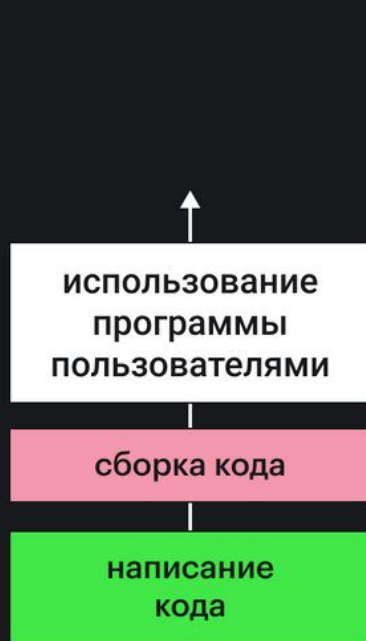 использование
программы
пользователями
сборка кода
написание
кода